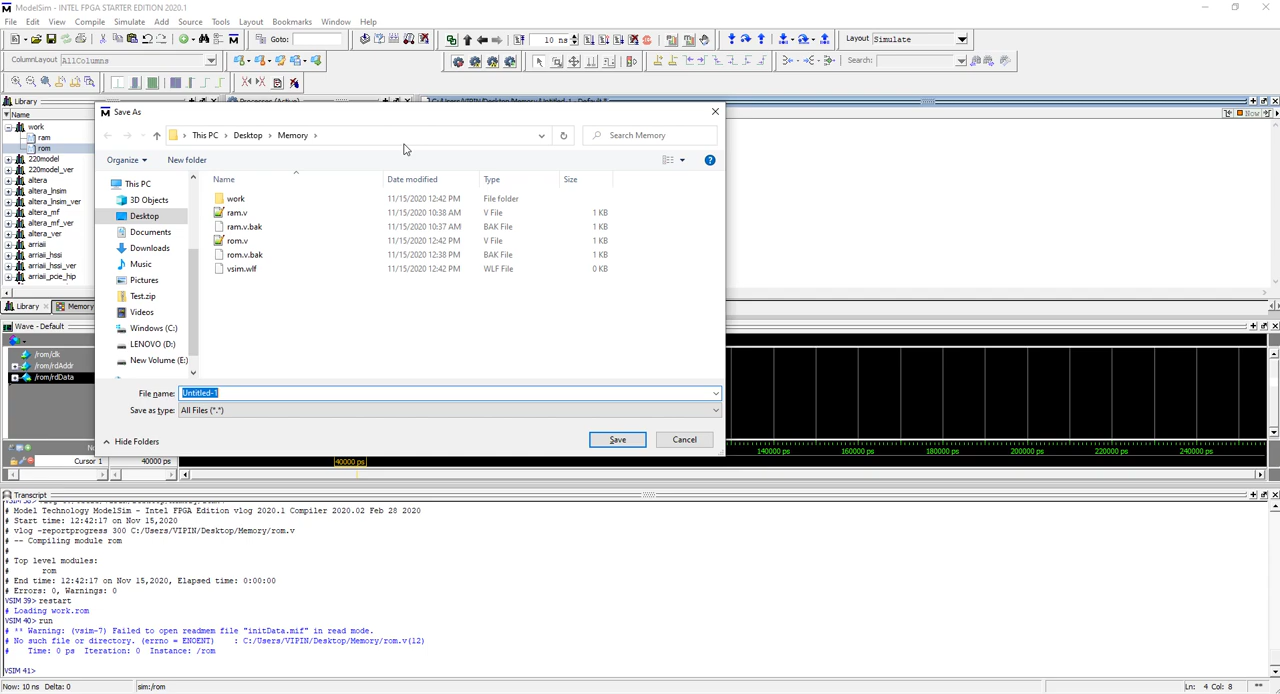 ModelSim - INTEL FPGA STARTER EDITION 2020.1
File Edit View Compile Simulate Add Source Tools Layout Bookmarks Window Help
Goto: 10 ns Layout Simulate
ColumnLayout AllColumns Search:
Library
Name
work
ram
rom
220model
220model_ver
altera
altera_lnsim
altera_lnsim_ver
altera_mf
altera_mf_ver
altera_ver
arriaii
arriaii_hssi
arriaii_hssi_ver
arriaii_pcie_hip
Library Memory
Now
Save As
This PC Desktop Memory
Search Memory
Organize New folder
This PC
3D Objects
Desktop
Documents
Downloads
Music
Pictures
Test.zip
Videos
Windows (C:)
LENOVO (D:)
New Volume (E:)
Name Date modified Type Size
work 11/15/2020 12:42 PM File folder
ram.v 11/15/2020 10:38 AM V File 1 KB
ram.v.bak 11/15/2020 10:37 AM BAK File 1 KB
rom.v 11/15/2020 12:42 PM V File 1 KB
rom.v.bak 11/15/2020 12:38 PM BAK File 1 KB
vsim.wlf 11/15/2020 12:42 PM WLF File 0 KB
File name: Untitled-1
Save as type: All Files (*.*)
Hide Folders
Save Cancel
Wave - Default
/rom/clk
/rom/rdAddr
/rom/rdData
140000 ps 160000 ps 180000 ps 200000 ps 220000 ps 240000 ps
Cursor 1 40000 ps 40000 ps
Transcript
# Model Technology ModelSim - Intel FPGA Edition vlog 2020.1 Compiler 2020.02 Feb 28 2020
# Start time: 12:42:17 on Nov 15,2020
# vlog -reportprogress 300 C:/Users/VIPIN/Desktop/Memory/rom.v
# -- Compiling module rom
#
# Top level modules:
# rom
# End time: 12:42:17 on Nov 15,2020, Elapsed time: 0:00:00
# Errors: 0, Warnings: 0
VSIM 39> restart
# Loading work.rom
VSIM 40> run
# ** Warning: (vsim-7) Failed to open readmem file "initData.mif" in read mode.
# No such file or directory. (errno = ENOENT) : C:/Users/VIPIN/Desktop/Memory/rom.v(12)
# Time: 0 ps Iteration: 0 Instance: /rom
VSIM 41>
Now: 10 ns Delta: 0 sim:/rom Ln: 4 Col: 8